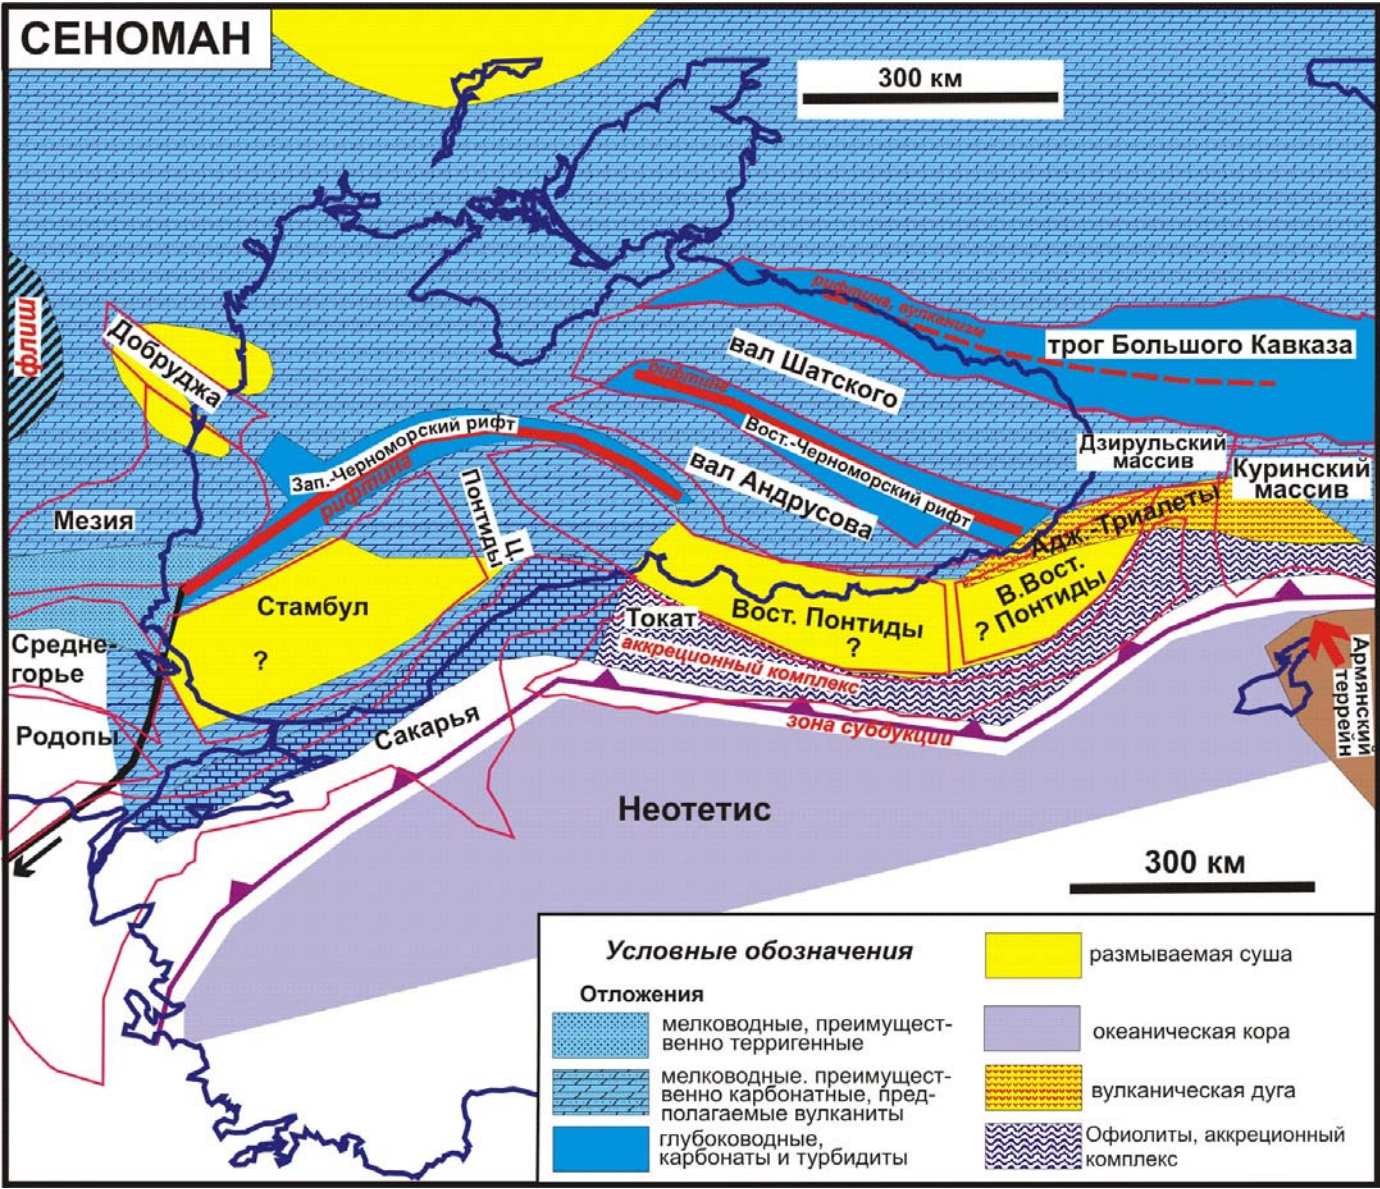 СЕНОМАН
300 км
флиш
рифтинг, вулканизм
трог Большого Кавказа
Добруджа
вал Шатского
рифтинг
Вост.-Черноморский рифт
Зап.-Черноморский рифт
рифтинг
вал Андрусова
Дзирульский
массив
Куринский
массив
Мезия
Ц.
Понтиды
Адж.-Триалеты
Стамбул
?
Вост. Понтиды
?
В.Вост.
? Понтиды
Токат
аккреционный комплекс
Средне-
горье
Родопы
Сакарья
зона субдукции
Армянский
террейн
Неотетис
300 км
Условные обозначения
Отложения
мелководные, преимущест-
венно терригенные
мелководные. преимущест-
венно карбонатные, пред-
полагаемые вулканиты
глубоководные,
карбонаты и турбидиты
размываемая суша
океаническая кора
вулканическая дуга
Офиолиты, аккреционный
комплекс